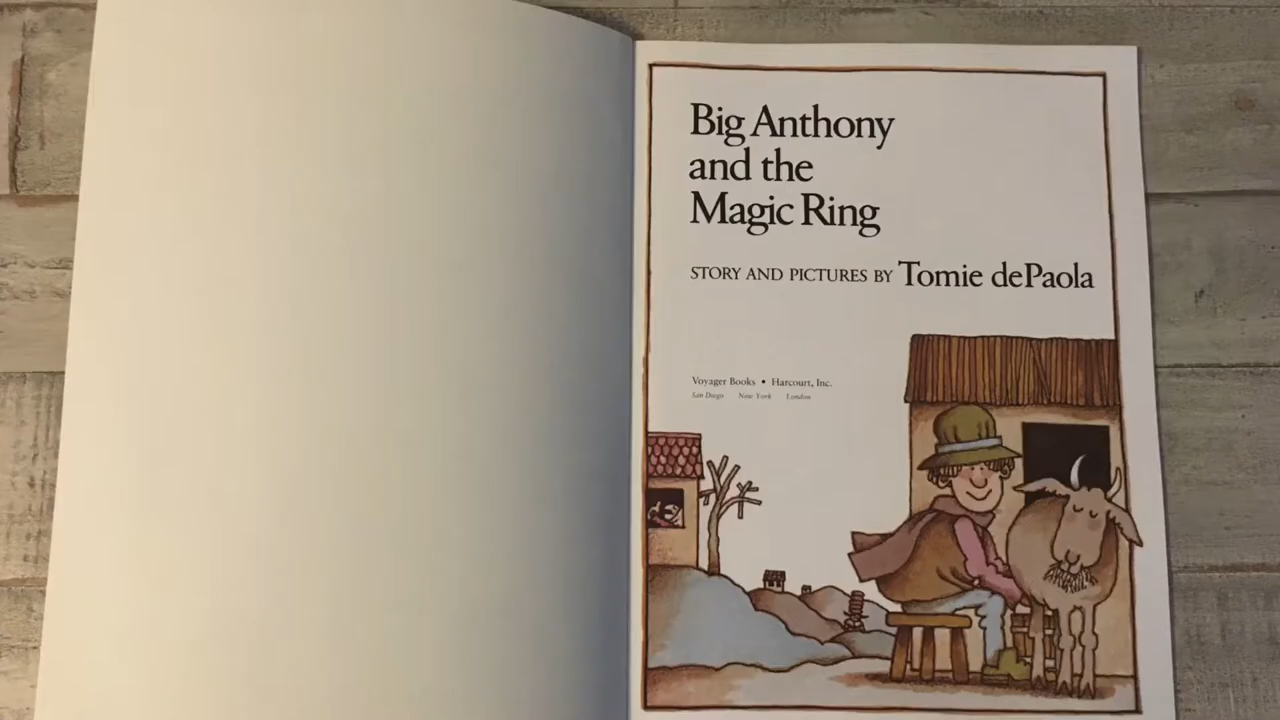 Big Anthony
and the
Magic Ring
STORY AND PICTURES BY Tomie dePaola
Voyager Books • Harcourt, Inc.
San Diego New York London